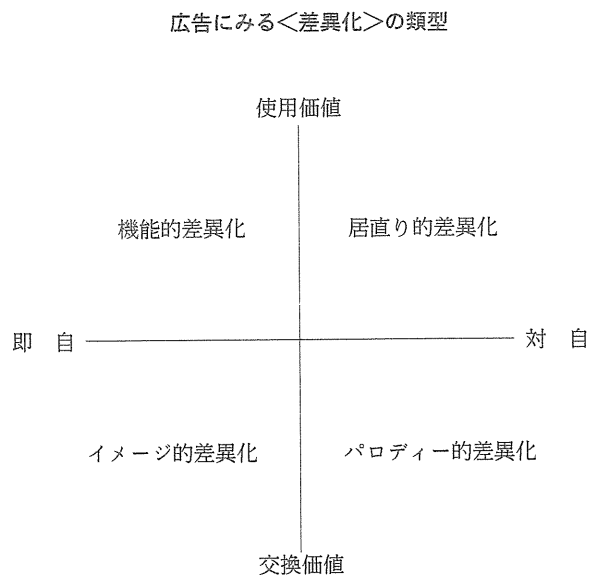 広告にみる<差異化>の類型
使用価値
機能的差異化
居直り的差異化
即 自
対 自
イメージ的差異化
パロディー的差異化
交換価値